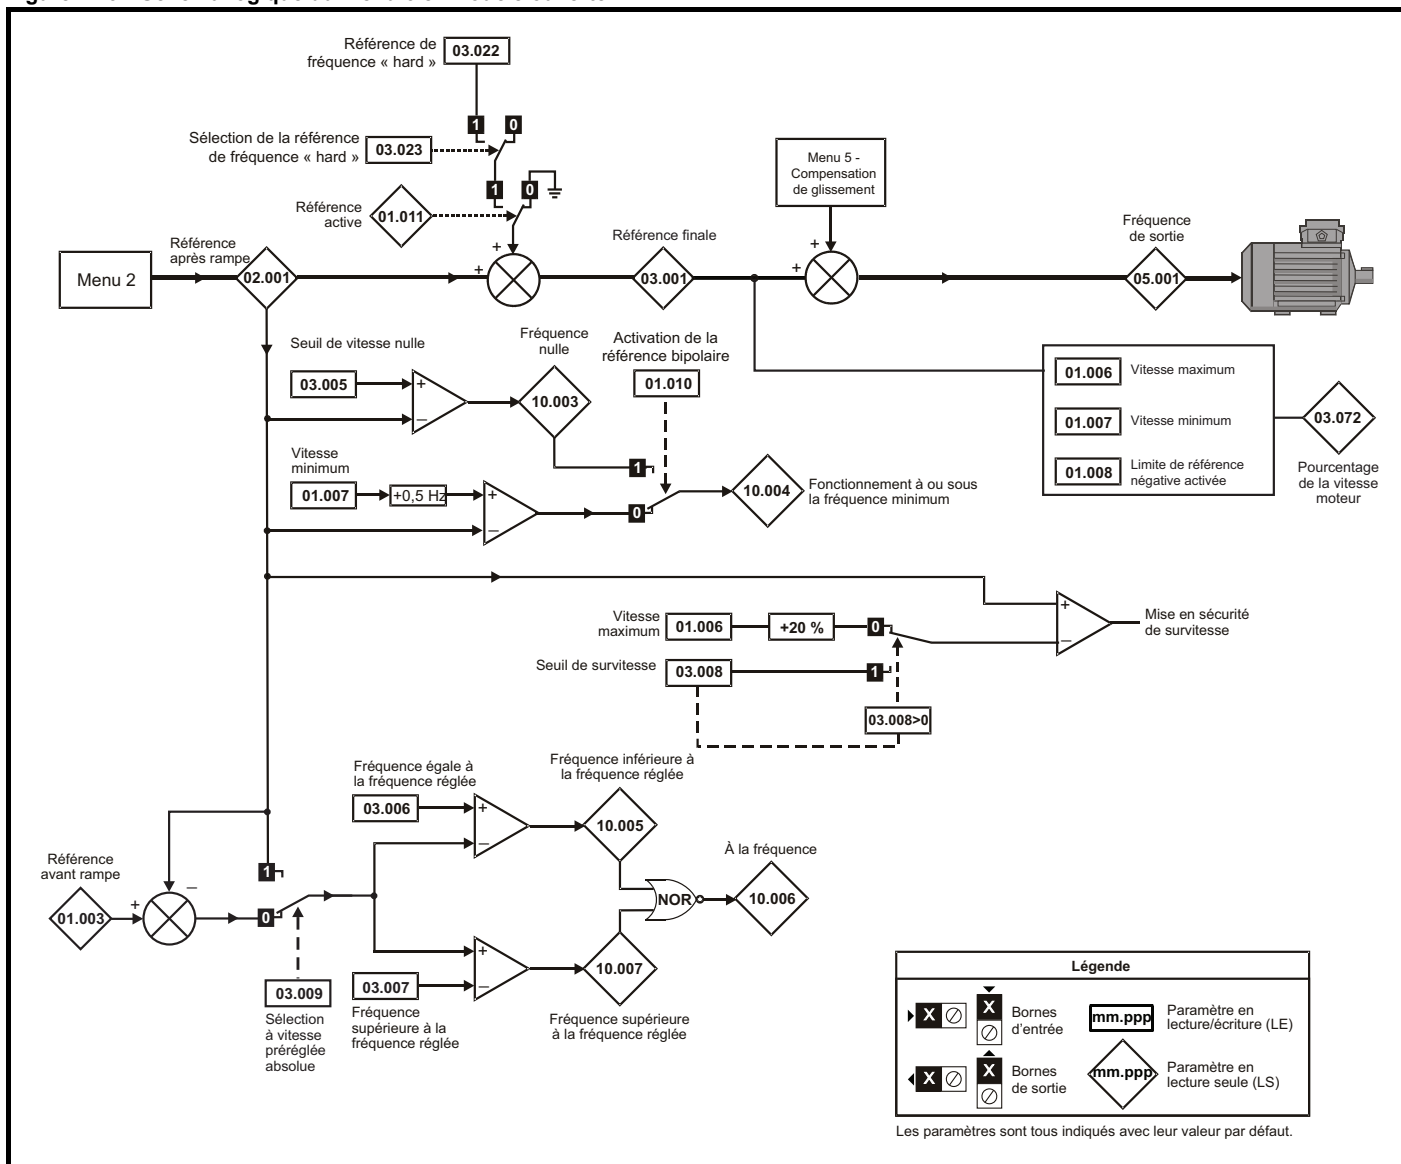 Référence de
fréquence « hard »
03.022
1
0
Sélection de la référence
de fréquence « hard »
03.023
1
0
Référence
active
01.011
Menu 5 -
Compensation
de glissement
Menu 2
Référence
après rampe
02.001
+
+
Référence finale
03.001
+
+
Fréquence
de sortie
05.001
Seuil de vitesse nulle
03.005
+
–
Fréquence
nulle
10.003
Activation de la
référence bipolaire
01.010
1
01.006
Vitesse maximum
01.007
Vitesse minimum
01.008
Limite de référence
négative activée
03.072
Pourcentage
de la vitesse
moteur
Vitesse
minimum
01.007
+0,5 Hz
+
–
0
10.004
Fonctionnement à ou sous
la fréquence minimum
Vitesse
maximum
01.006
+20 %
0
+
–
Mise en sécurité
de survitesse
Seuil de survitesse
03.008
1
03.008>0
Fréquence égale à
la fréquence réglée
03.006
+
–
Fréquence inférieure à
la fréquence réglée
10.005
Référence
avant rampe
01.003
+
–
1
0
À la fréquence
NOR
10.006
03.009
Sélection
à vitesse
préréglée
absolue
03.007
+
–
Fréquence
supérieure à la
fréquence réglée
10.007
Fréquence supérieure
à la fréquence réglée
Légende
X
X
Bornes
d'entrée
mm.ppp
Paramètre en
lecture/écriture (LE)
X
X
Bornes
de sortie
mm.ppp
Paramètre en
lecture seule (LS)
Les paramètres sont tous indiqués avec leur valeur par défaut.